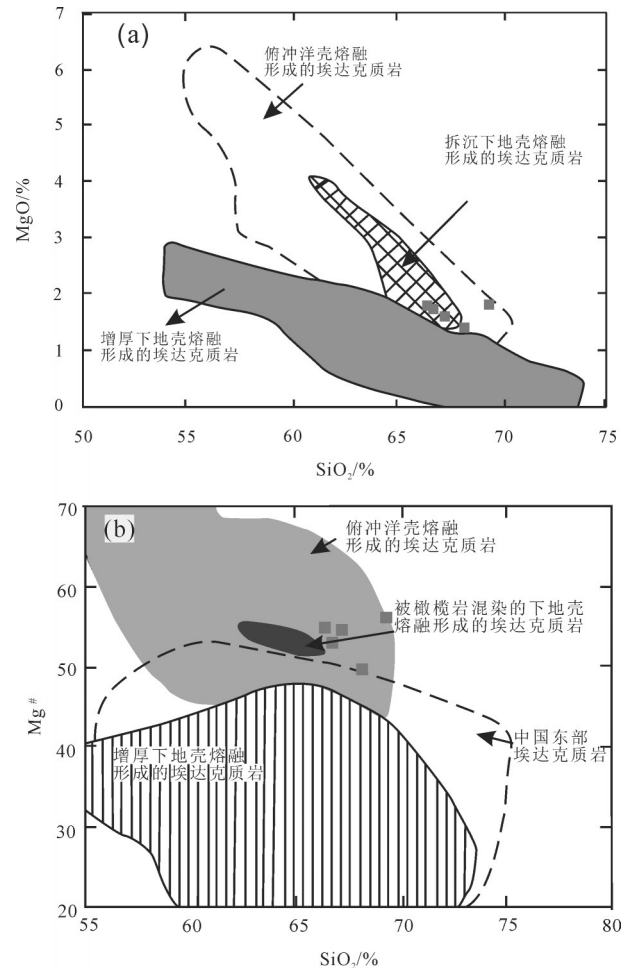 (a)
7
6
5
4
3
2
1
0
MgO/%
俯冲洋壳熔融
形成的埃达克质岩
拆沉下地壳熔融
形成的埃达克质岩
增厚下地壳熔融
形成的埃达克质岩
50
55
60
65
70
75
SiO₂/%
(b)
70
60
50
40
30
20
Mg#
俯冲洋壳熔融
形成的埃达克质岩
被橄榄岩混染的下地壳
熔融形成的埃达克质岩
增厚下地壳熔融
形成的埃达克质岩
中国东部
埃达克质岩
55
60
65
70
75
80
SiO₂/%